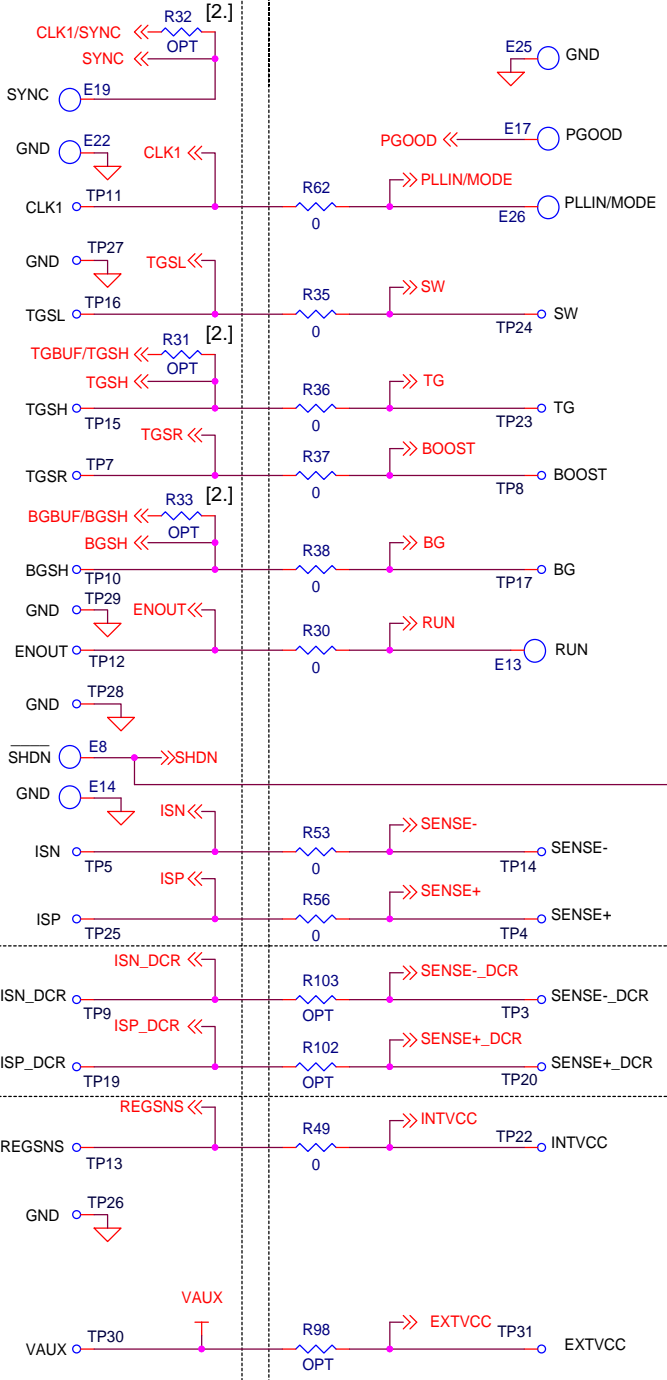 R32 [2.]
CLK1/SYNC
OPT
SYNC
SYNC E19
E25 GND
GND E22
CLK1
PGOOD E17 PGOOD
CLK1 TP11
R62
0
PLLIN/MODE
E26 PLLIN/MODE
GND TP27
TGSL
TGSL TP16
R35
0
SW
TP24 SW
R31 [2.]
TGBUF/TGSH
OPT
TGSH
TGSH TP15
R36
0
TG
TP23 TG
TGSR
TGSR TP7
R37
0
BOOST
TP8 BOOST
R33 [2.]
BGBUF/BGSH
OPT
BGSH
BGSH TP10
R38
0
BG
TP17 BG
GND TP29
ENOUT
ENOUT TP12
R30
0
RUN
E13 RUN
GND TP28
SHDN E8 SHDN
GND E14
ISN
ISN TP5
R53
0
SENSE-
TP14 SENSE-
ISP
ISP TP25
R56
0
SENSE+
TP4 SENSE+
ISN_DCR
ISN_DCR TP9
R103
OPT
SENSE-_DCR
TP3 SENSE-_DCR
ISP_DCR
ISP_DCR TP19
R102
OPT
SENSE+_DCR
TP20 SENSE+_DCR
REGSNS
REGSNS TP13
R49
0
INTVCC
TP22 INTVCC
GND TP26
VAUX
VAUX TP30
R98
OPT
EXTVCC
TP31 EXTVCC